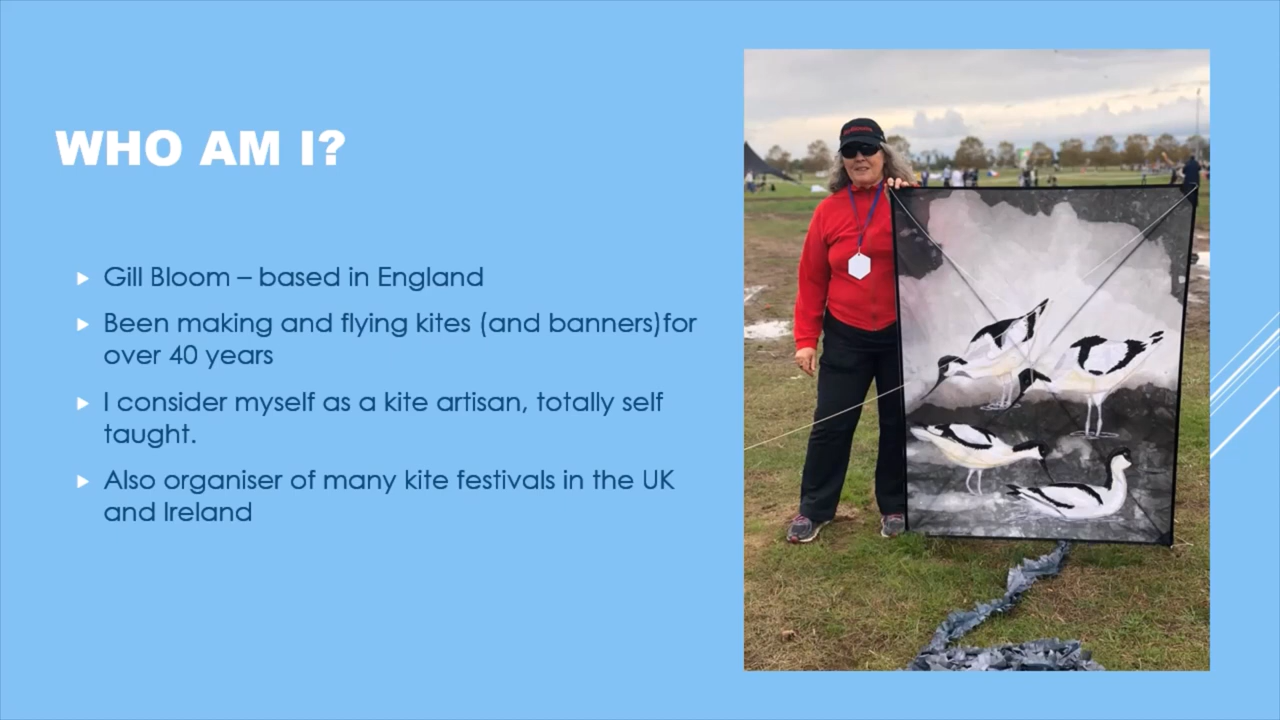 WHO AM I?
Gill Bloom – based in England
Been making and flying kites (and banners)for
over 40 years
I consider myself as a kite artisan, totally self
taught.
Also organiser of many kite festivals in the UK
and Ireland